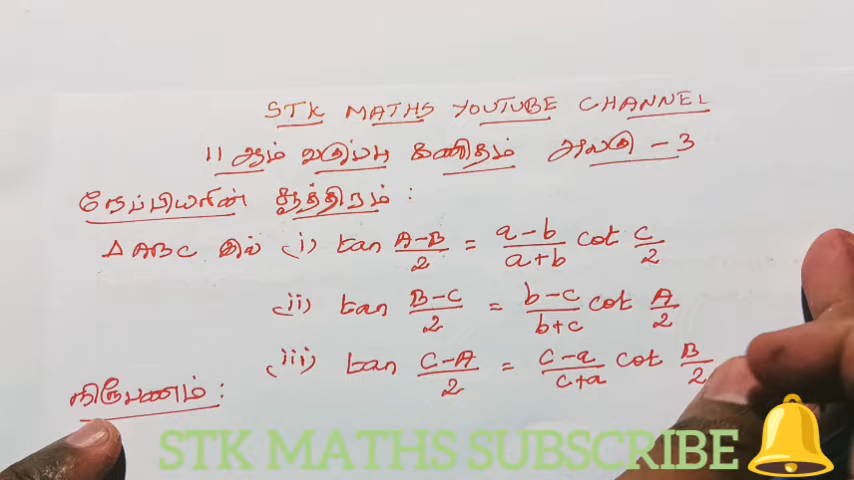 STK MATHS YOUTUBE CHANNEL
11 ஆம் வகுப்பு கணிதம் அலகு - 3
நேப்பியரின் சூத்திரம் :
Δ ABC இல் (i) tan (A-B)/2 = (a-b)/(a+b) cot C/2
(ii) tan (B-C)/2 = (b-c)/(b+c) cot A/2
(iii) tan (C-A)/2 = (c-a)/(c+a) cot B/2
நிரூபணம் :
STK MATHS SUBSCRIBE